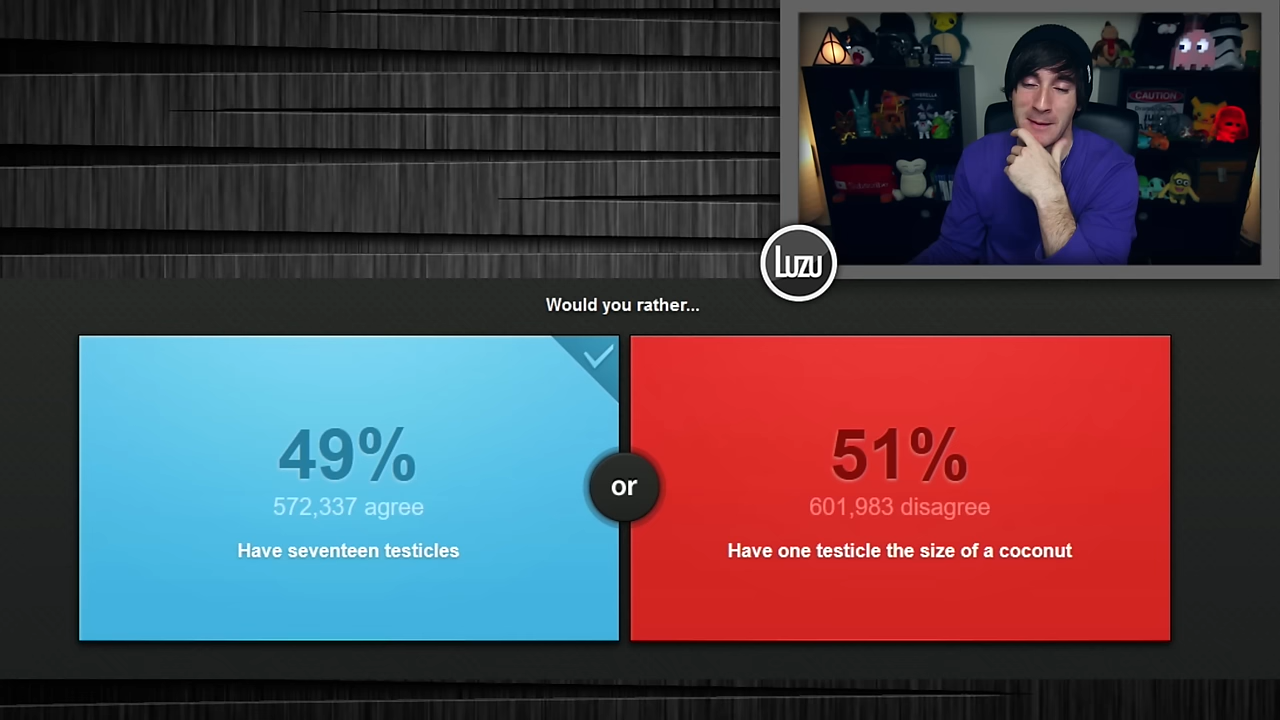 CAUTION
Luzu
Would you rather...
49%
572,337 agree
Have seventeen testicles
or
51%
601,983 disagree
Have one testicle the size of a coconut